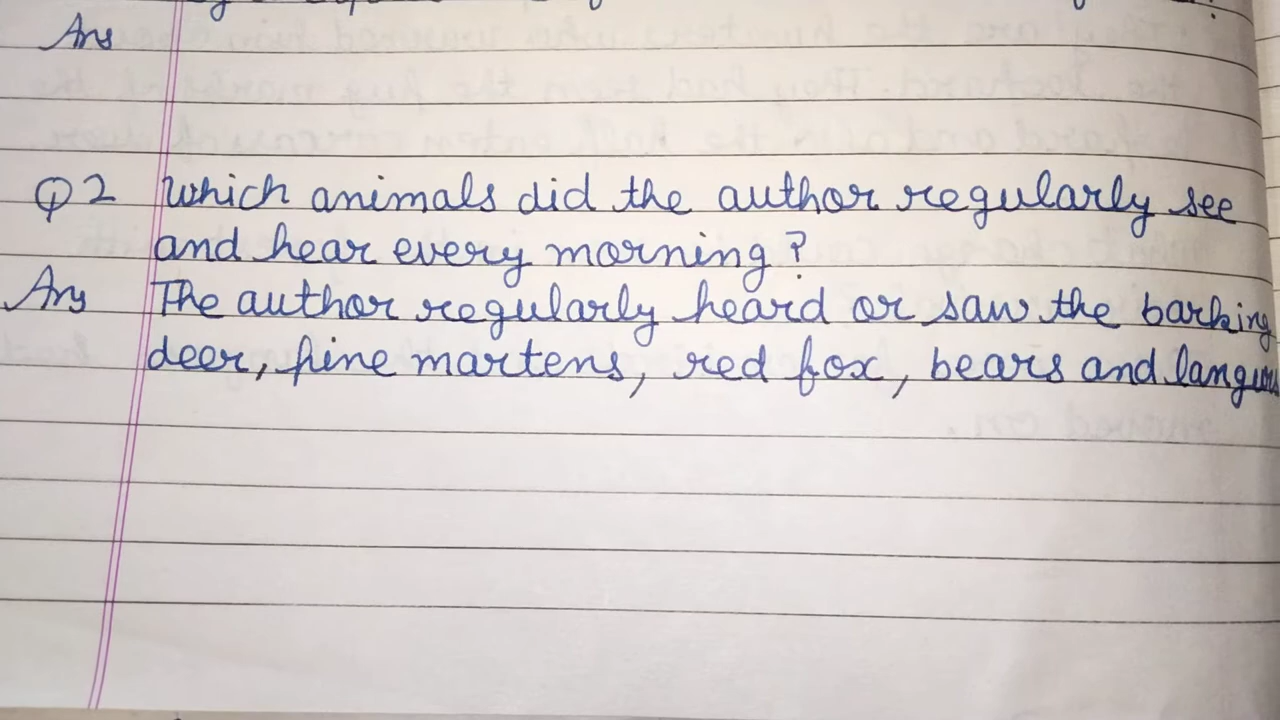 Ans
Q2 Which animals did the author regularly see
and hear every morning?
Ans The author regularly heard or saw the barking
deer, pine martens, red fox, bears and langurs